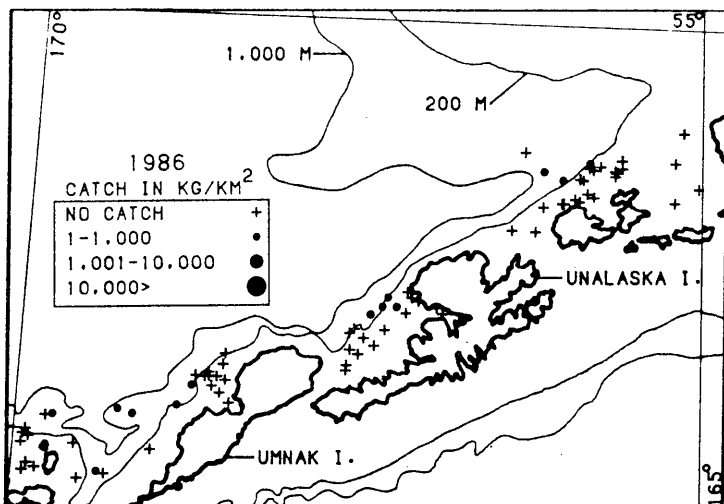 170°
55°
1.000 M
200 M
1986
CATCH IN KG/KM2
NO CATCH +
1-1.000
1.001-10.000
10.000>
UNALASKA I.
UMNAK I.
165°